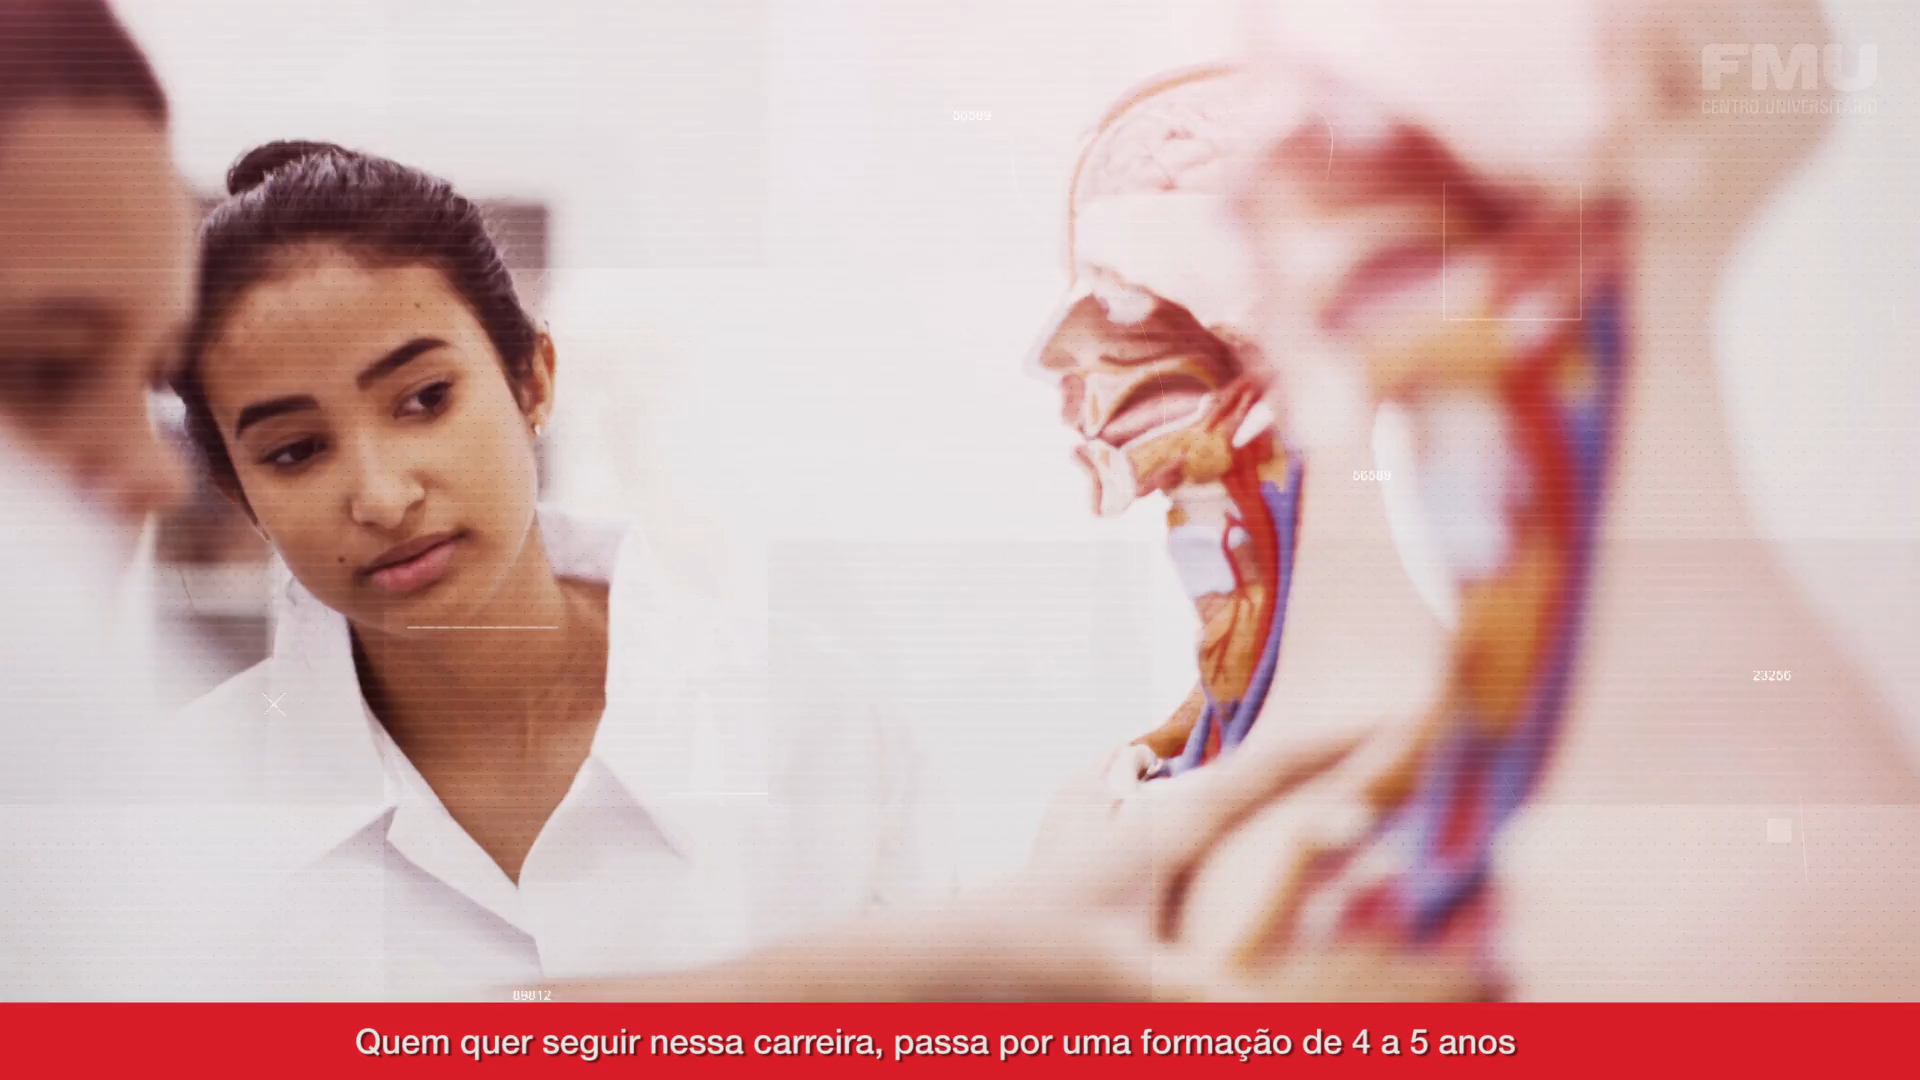 FMU
CENTRO UNIVERSITÁRIO
56589
56589
23256
89812
Quem quer seguir nessa carreira, passa por uma formação de 4 a 5 anos